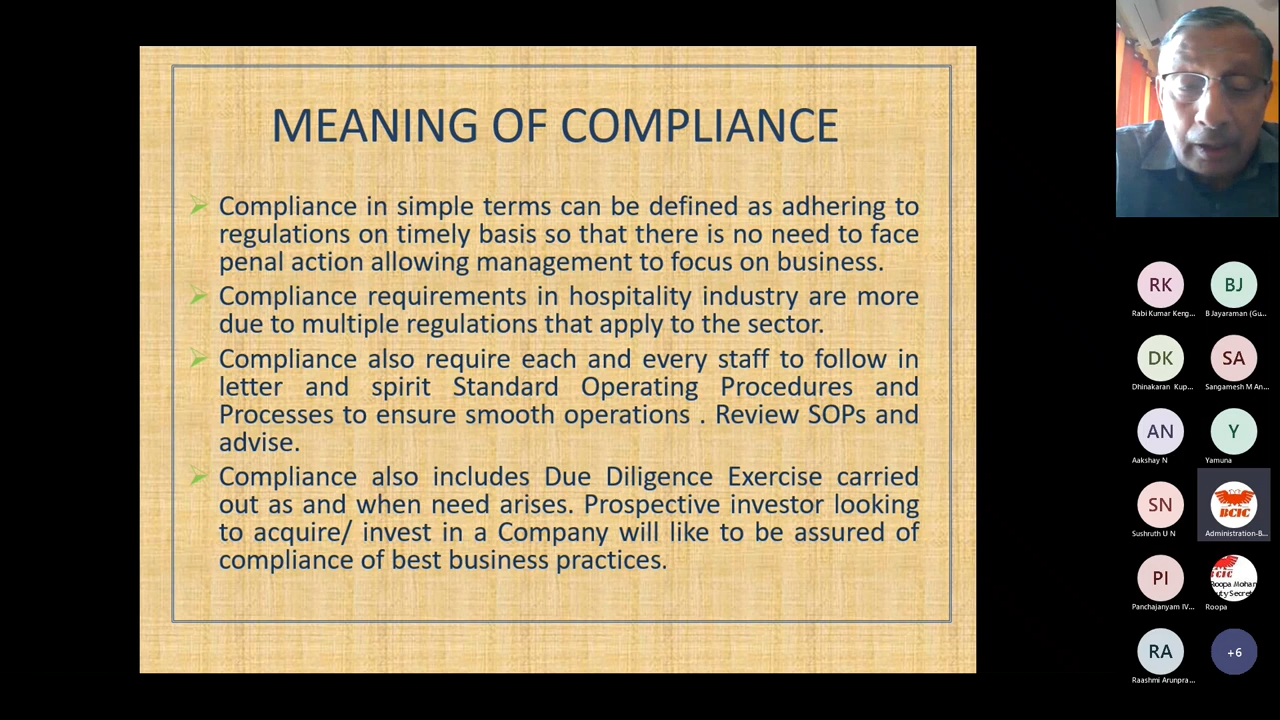 MEANING OF COMPLIANCE
Compliance in simple terms can be defined as adhering to
regulations on timely basis so that there is no need to face
penal action allowing management to focus on business.
Compliance requirements in hospitality industry are more
due to multiple regulations that apply to the sector.
Compliance also require each and every staff to follow in
letter and spirit Standard Operating Procedures and
Processes to ensure smooth operations . Review SOPs and
advise.
Compliance also includes Due Diligence Exercise carried
out as and when need arises. Prospective investor looking
to acquire/ invest in a Company will like to be assured of
compliance of best business practices.
RK BJ
Rabi Kumar Keng... B Jayaraman (Gu...
DK SA
Dhinakaran Kup... Sangamesh M An...
AN Y
Aakshay N Yamuna
SN BCIC
Sushruth U N Administration-B...
PI Roopa Mohan
Panchajanyam IV... Roopa
RA +6
Raashmi Arunpra...